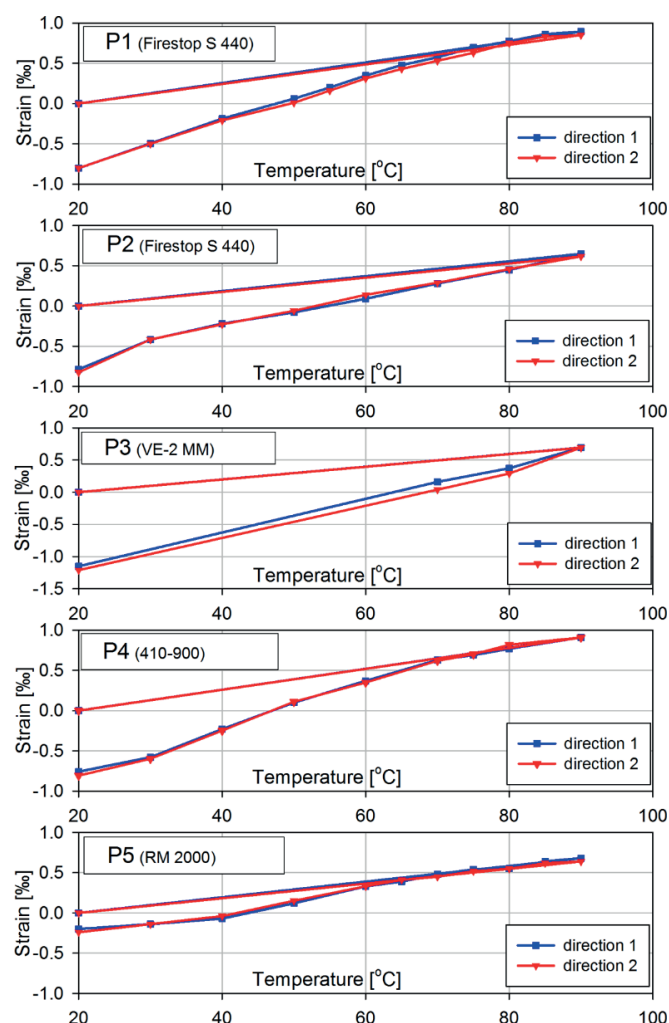 1.0
P1 (Firestop S 440)
0.5
0.0
-0.5
-1.0
Strain [‰]
direction 1
direction 2
Temperature [°C]
20 40 60 80 100
1.0
P2 (Firestop S 440)
0.5
0.0
-0.5
-1.0
Strain [‰]
direction 1
direction 2
Temperature [°C]
20 40 60 80 100
1.0
P3 (VE-2 MM)
0.5
0.0
-0.5
-1.0
-1.5
Strain [‰]
direction 1
direction 2
Temperature [°C]
20 40 60 80 100
1.0
P4 (410-900)
0.5
0.0
-0.5
-1.0
Strain [‰]
direction 1
direction 2
Temperature [°C]
20 40 60 80 100
1.0
P5 (RM 2000)
0.5
0.0
-0.5
-1.0
Strain [‰]
direction 1
direction 2
Temperature [°C]
20 40 60 80 100